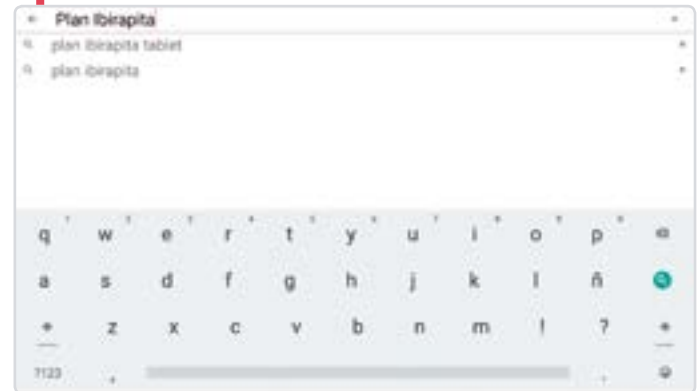 Plan Ibirapita
plan ibirapita tablet
plan ibirapita
q w e r t y u i o p
a s d f g h j k l ñ
z x c v b n m ! ?
?123 , .